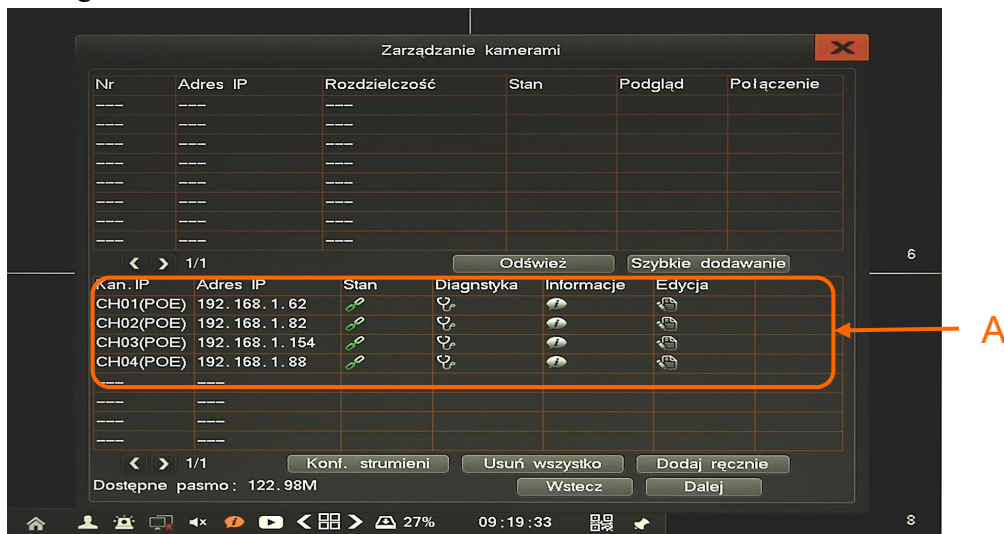 Zarządzanie kamerami
Nr Adres IP Rozdzielczość Stan Podgląd Połączenie
--- --- ---
--- --- ---
--- --- ---
--- --- ---
--- --- ---
--- --- ---
--- --- ---
--- --- ---
1/1 Odśwież Szybkie dodawanie
6
Kan.IP Adres IP Stan Diagnstyka Informacje Edycja
CH01(POE) 192.168.1.62
CH02(POE) 192.168.1.82
CH03(POE) 192.168.1.154
CH04(POE) 192.168.1.88
A
--- ---
--- ---
--- ---
--- ---
1/1 Konf. strumieni Usuń wszystko Dodaj ręcznie
Dostępne pasmo: 122.98M Wstecz Dalej
27% 09:19:33
8